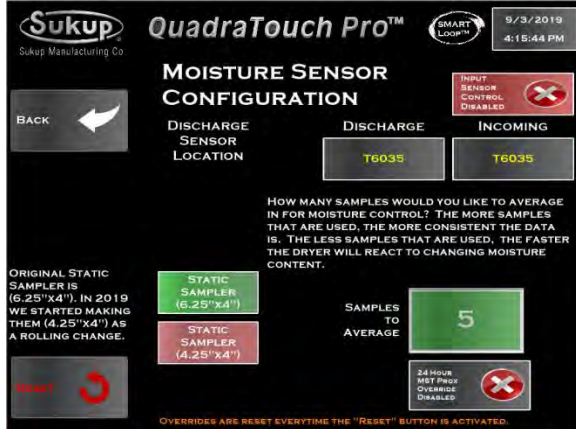 Sukup
Sukup Manufacturing Co
QuadraTouch Pro™
SMART
LOOP™
9/3/2019
4:15:44 PM
MOISTURE SENSOR
CONFIGURATION
INPUT
SENSOR
CONTROL
DISABLED
BACK
DISCHARGE
SENSOR
LOCATION
DISCHARGE
INCOMING
T6035
T6035
HOW MANY SAMPLES WOULD YOU LIKE TO AVERAGE
IN FOR MOISTURE CONTROL? THE MORE SAMPLES
THAT ARE USED, THE MORE CONSISTENT THE DATA
IS. THE LESS SAMPLES THAT ARE USED, THE FASTER
THE DRYER WILL REACT TO CHANGING MOISTURE
CONTENT.
ORIGINAL STATIC
SAMPLER IS
(6.25"X4"). IN 2019
WE STARTED MAKING
THEM (4.25"X4") AS
A ROLLING CHANGE.
STATIC
SAMPLER
(6.25"X4")
STATIC
SAMPLER
(4.25"X4")
SAMPLES
TO
AVERAGE
5
Reset
24 HOUR
MST PROX
OVERRIDE
DISABLED
OVERRIDES ARE RESET EVERYTIME THE "RESET" BUTTON IS ACTIVATED.